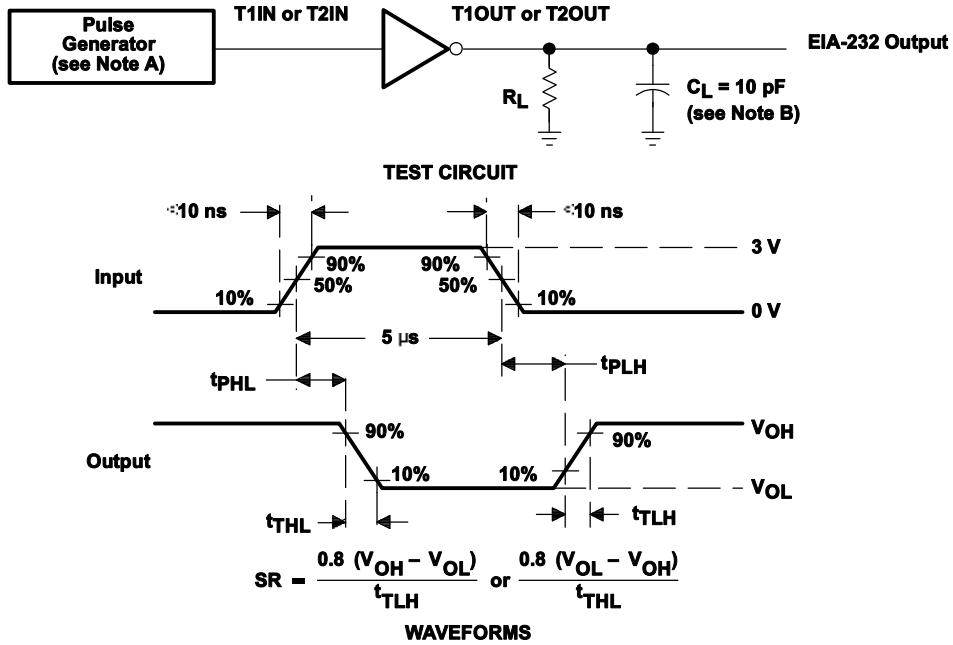 T1IN or T2IN T1OUT or T2OUT
Pulse
Generator
(see Note A)
EIA-232 Output
RL
CL = 10 pF
(see Note B)
TEST CIRCUIT
<10 ns <10 ns
3 V
90% 90%
Input
50% 50%
10% 10%
0 V
5 µs
tPLH
tPHL
VOH
90% 90%
Output
10% 10%
VOL
tTHL tTLH
SR = 0.8 (VOH – VOL) / tTLH or 0.8 (VOL – VOH) / tTHL
WAVEFORMS